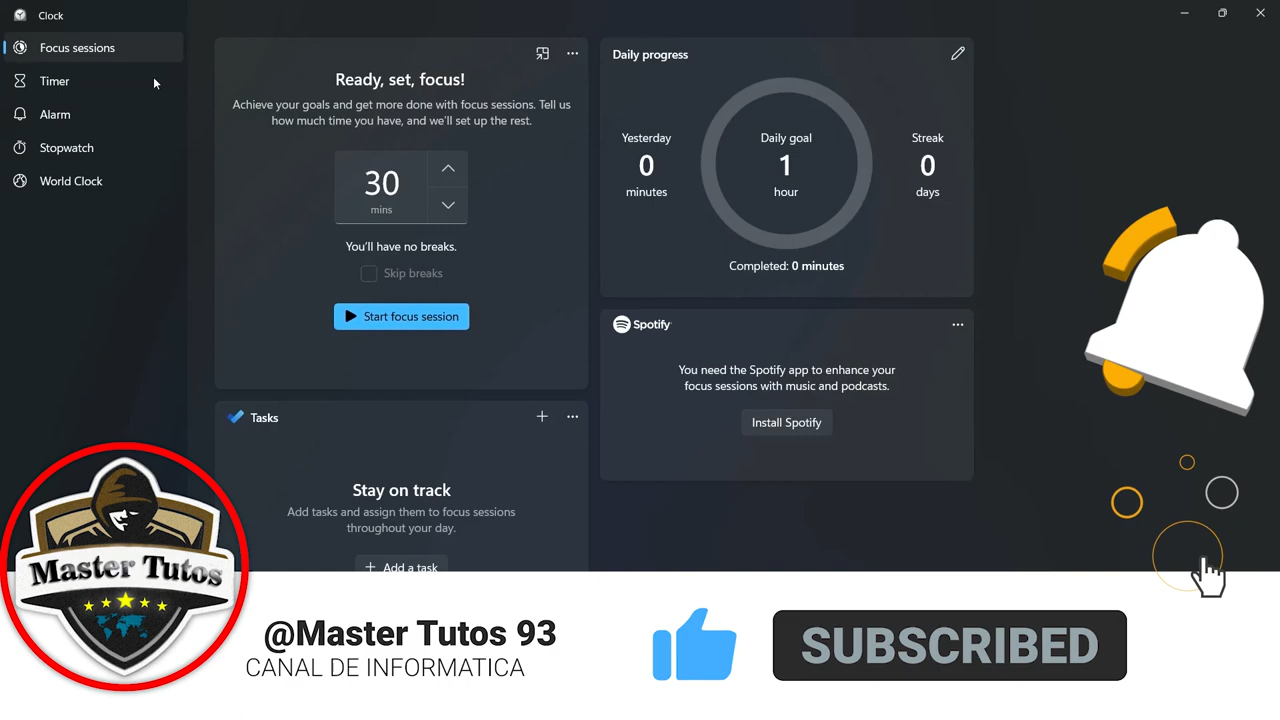 Clock
Focus sessions
Timer
Alarm
Stopwatch
World Clock
Ready, set, focus!
Achieve your goals and get more done with focus sessions. Tell us
how much time you have, and we'll set up the rest.
30
mins
You'll have no breaks.
Skip breaks
Start focus session
Daily progress
Yesterday
0
minutes
Daily goal
1
hour
Streak
0
days
Completed: 0 minutes
Spotify
You need the Spotify app to enhance your
focus sessions with music and podcasts.
Install Spotify
Tasks
Stay on track
Add tasks and assign them to focus sessions
throughout your day.
Add a task
Master Tutos
@Master Tutos 93
CANAL DE INFORMATICA
SUBSCRIBED